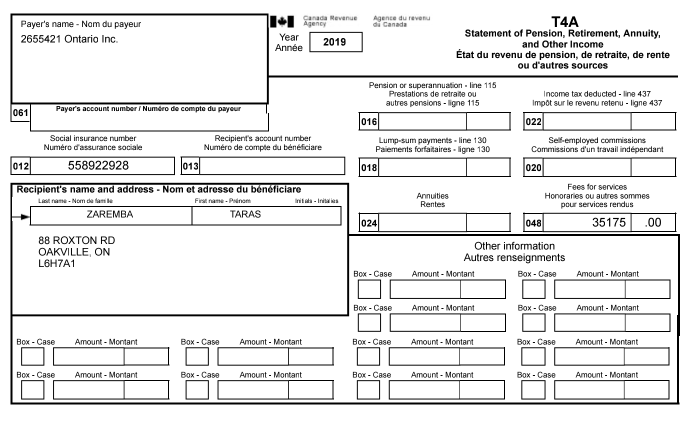 Payer's name - Nom du payeur
2655421 Ontario Inc.
Canada Revenue Agency
Agence du revenu du Canada
Year
Année
2019
T4A
Statement of Pension, Retirement, Annuity,
and Other Income
État du revenu de pension, de retraite, de rente
ou d'autres sources
061
Payer's account number / Numéro de compte du payeur
Pension or superannuation - line 115
Prestations de retraite ou
autres pensions - ligne 115
016
Income tax deducted - line 437
Impôt sur le revenu retenu - ligne 437
022
Social insurance number
Numéro d'assurance sociale
012
558922928
Recipient's account number
Numéro de compte du bénéficiaire
013
Lump-sum payments - line 130
Paiements forfaitaires - ligne 130
018
Self-employed commissions
Commissions d'un travail indépendant
020
Recipient's name and address - Nom et adresse du bénéficiaire
Last name - Nom de famille
First name - Prénom
Initials - Initiales
ZAREMBA
TARAS
88 ROXTON RD
OAKVILLE, ON
L6H7A1
Annuities
Rentes
024
Fees for services
Honoraires ou autres sommes
pour services rendus
048
35175 .00
Other information
Autres renseignments
Box - Case Amount - Montant Box - Case Amount - Montant
Box - Case Amount - Montant Box - Case Amount - Montant
Box - Case Amount - Montant Box - Case Amount - Montant Box - Case Amount - Montant Box - Case Amount - Montant
Box - Case Amount - Montant Box - Case Amount - Montant Box - Case Amount - Montant Box - Case Amount - Montant